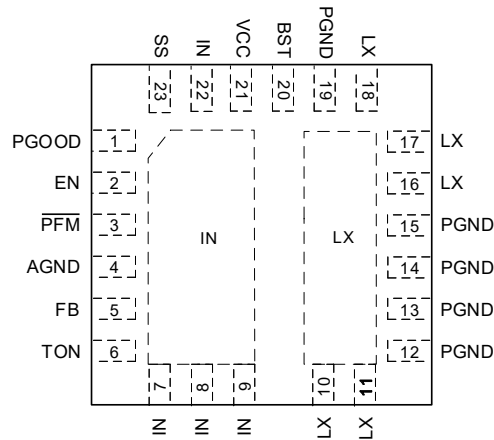 SS IN VCC BST PGND LX
23 22 21 20 19 18
PGOOD 1 17 LX
EN 2 16 LX
PFM 3 15 PGND
IN LX
AGND 4 14 PGND
FB 5 13 PGND
TON 6 12 PGND
7 8 9 10 11
IN IN IN LX LX